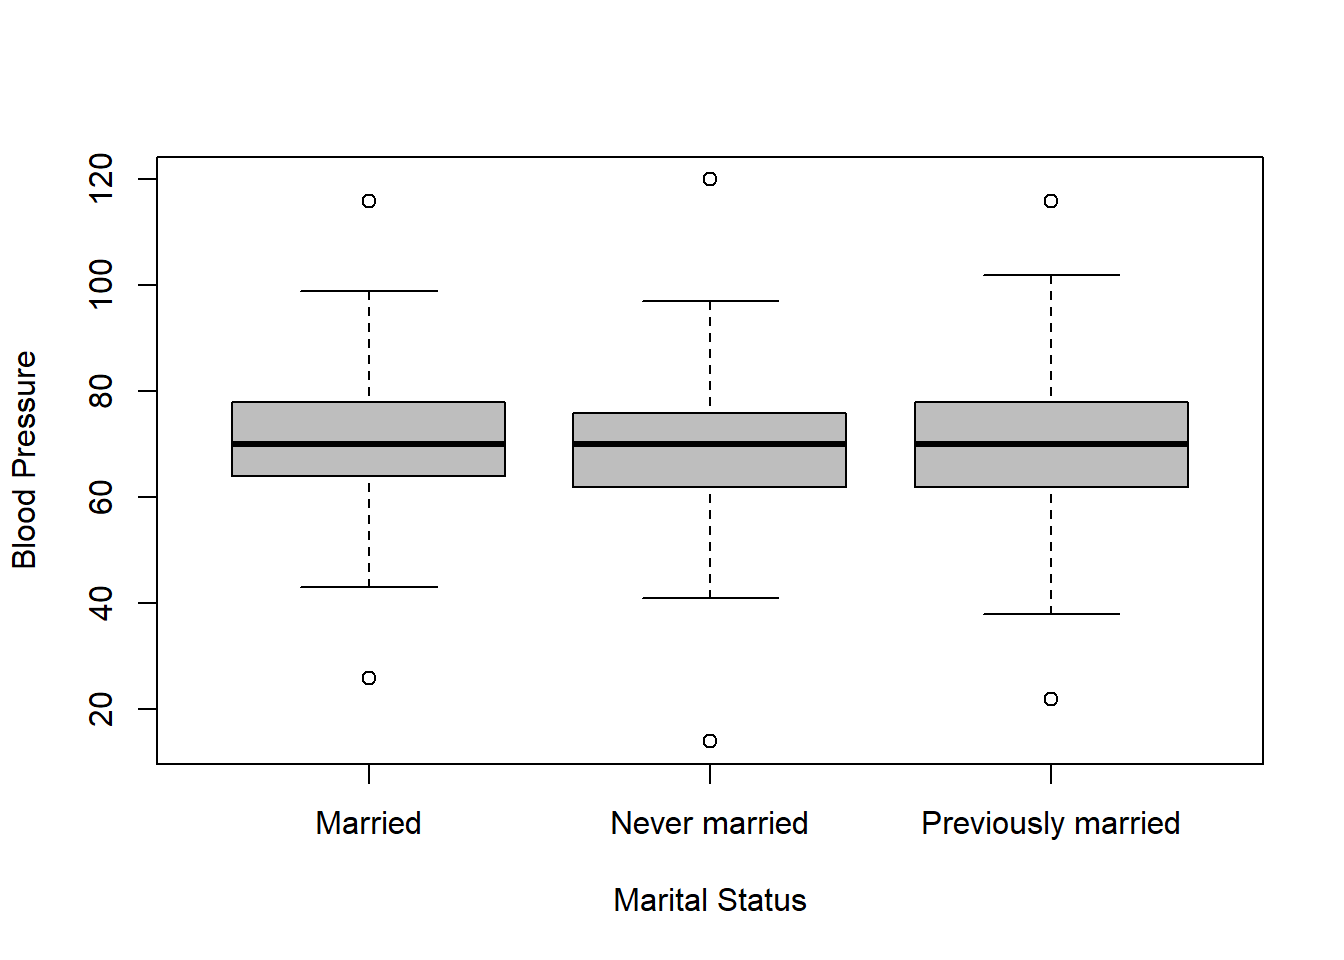 Blood Pressure
120
100
80
60
40
20
Married
Never married
Previously married
Marital Status